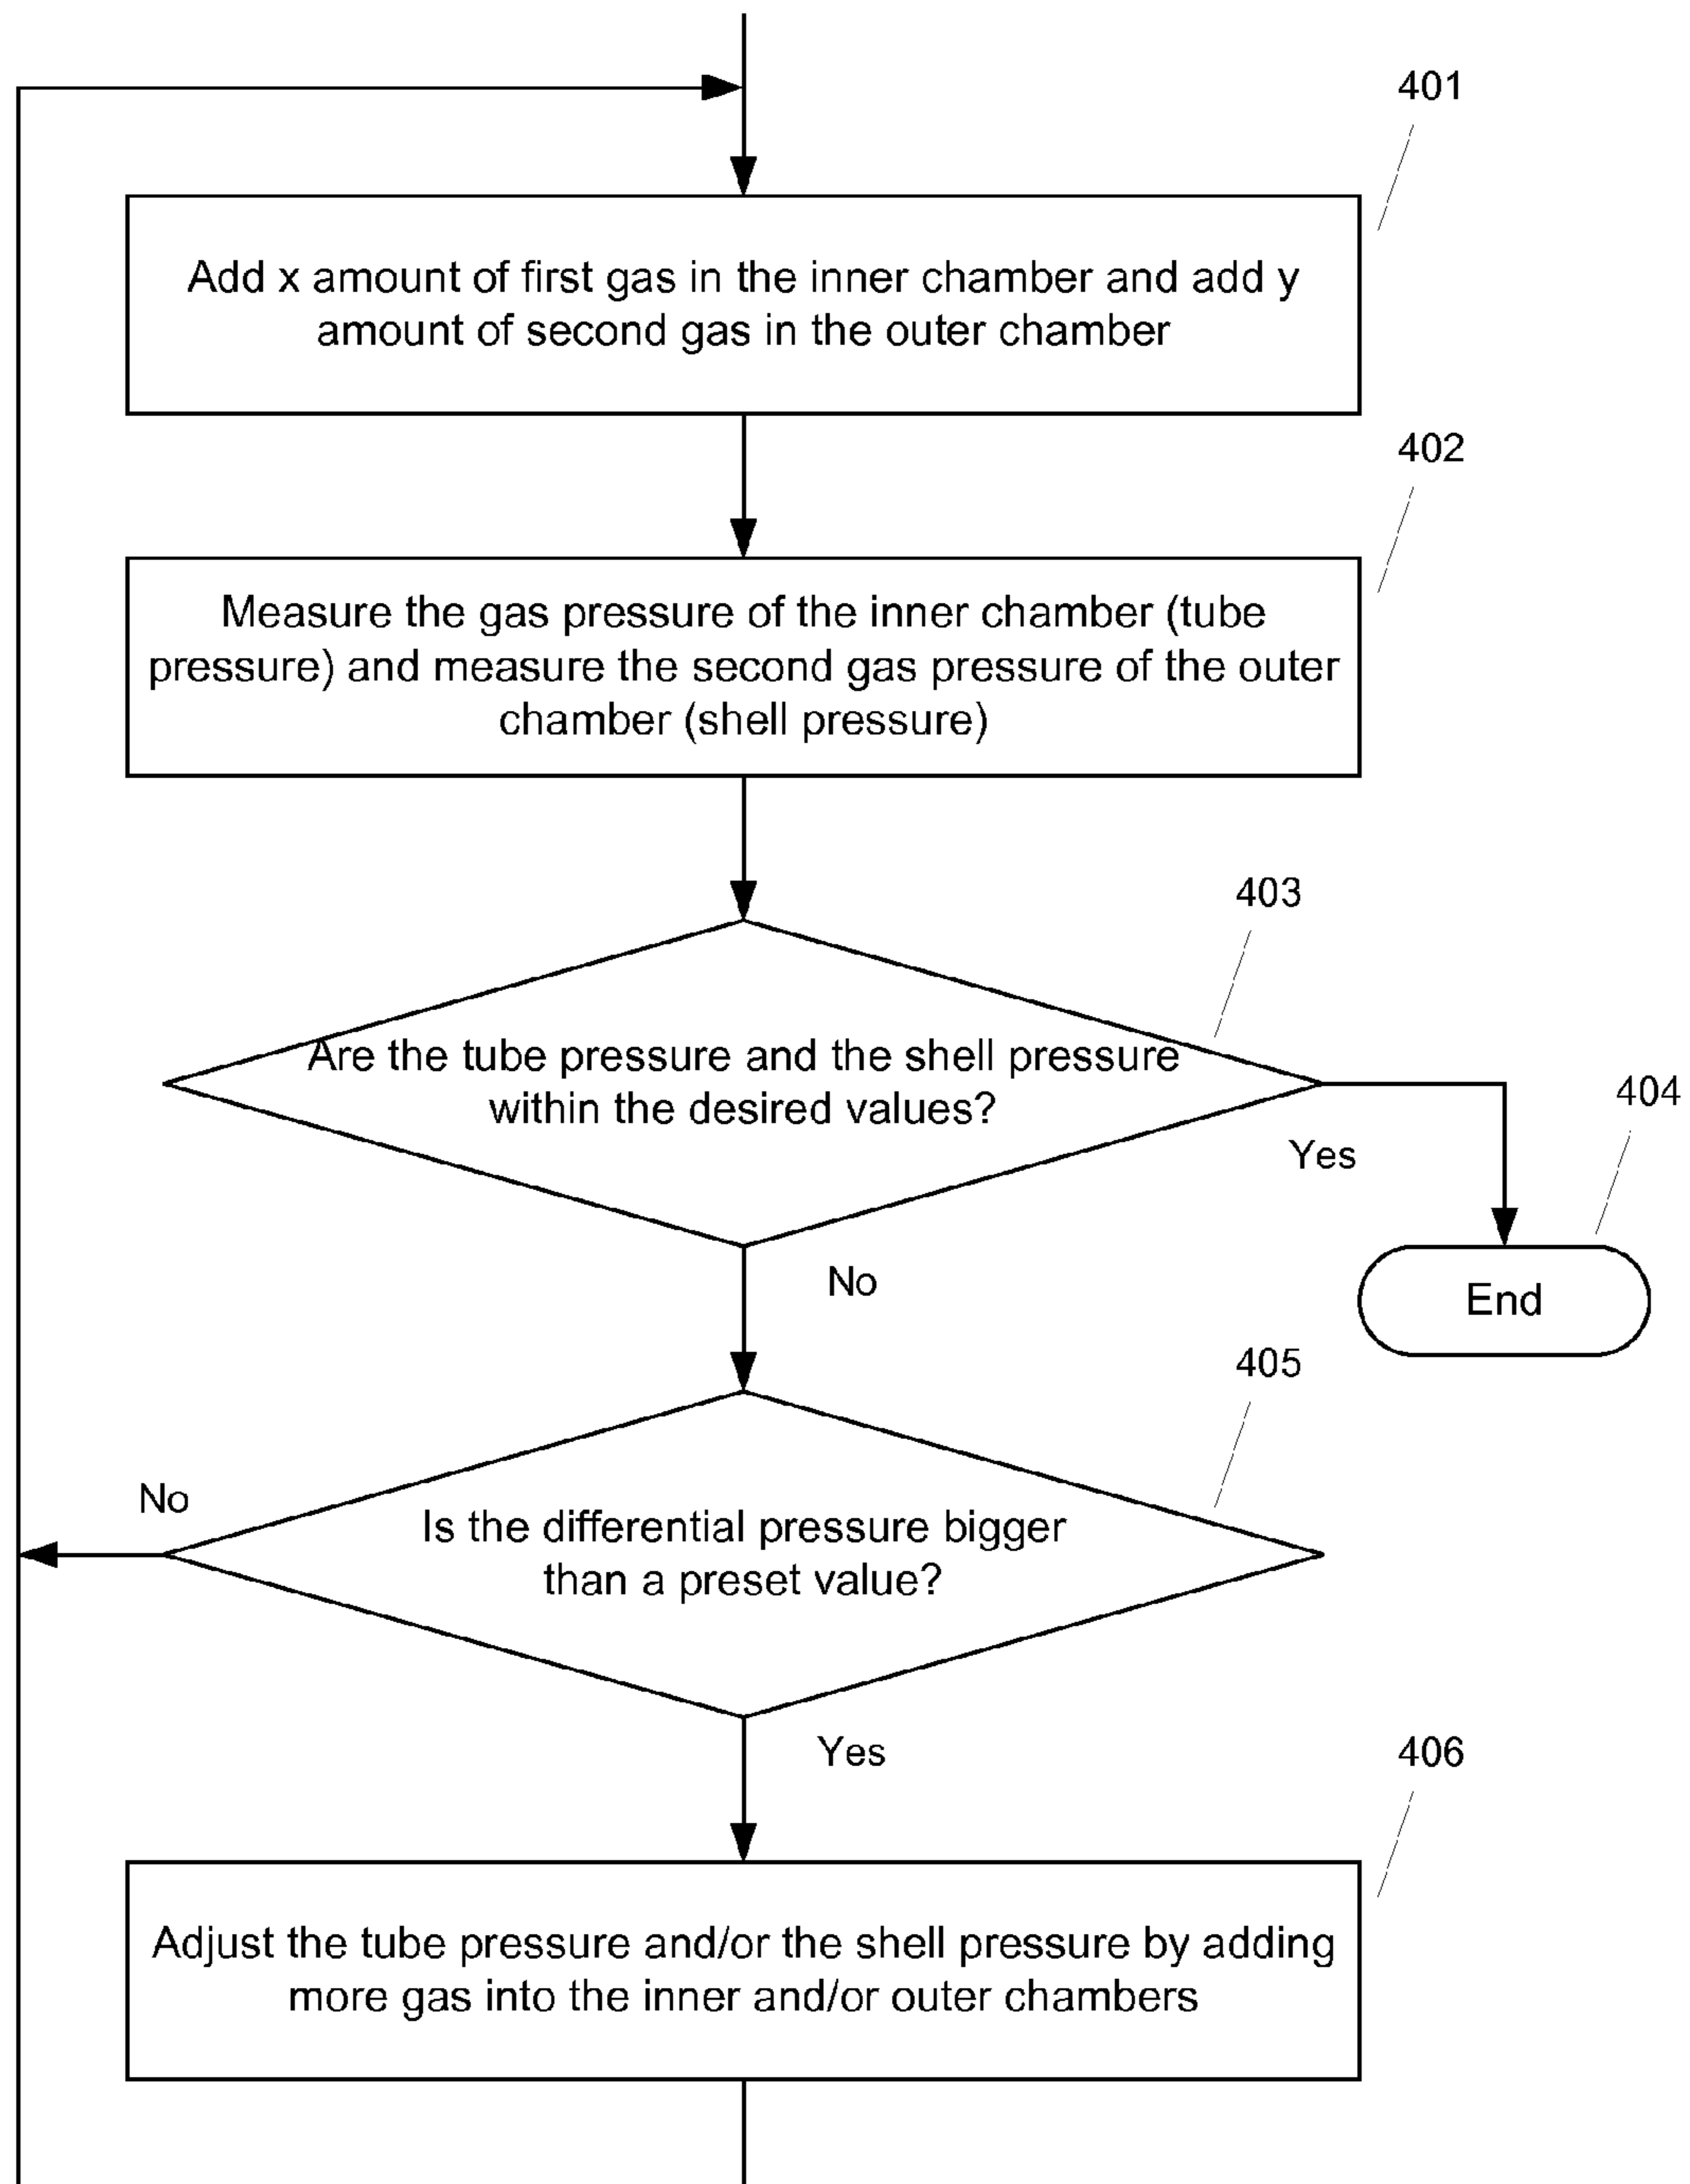 401
Add x amount of first gas in the inner chamber and add y
amount of second gas in the outer chamber
402
Measure the gas pressure of the inner chamber (tube
pressure) and measure the second gas pressure of the outer
chamber (shell pressure)
403
Are the tube pressure and the shell pressure
within the desired values?
404
Yes
No
End
405
No
Is the differential pressure bigger
than a preset value?
Yes
406
Adjust the tube pressure and/or the shell pressure by adding
more gas into the inner and/or outer chambers